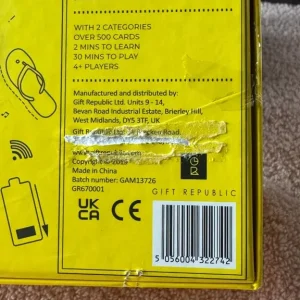 WITH 2 CATEGORIES
OVER 500 CARDS
2 MINS TO LEARN
30 MINS TO PLAY
4+ PLAYERS
Manufactured and distributed by:
Gift Republic Ltd. Units 9 - 14,
Bevan Road Industrial Estate, Brierley Hill,
West Midlands, DY5 3TF, UK
Gift Road,
Made in China
Batch number: GAM13726
GR670001
UK
CA
CE
GIFT REPUBLIC
5 056004 322742